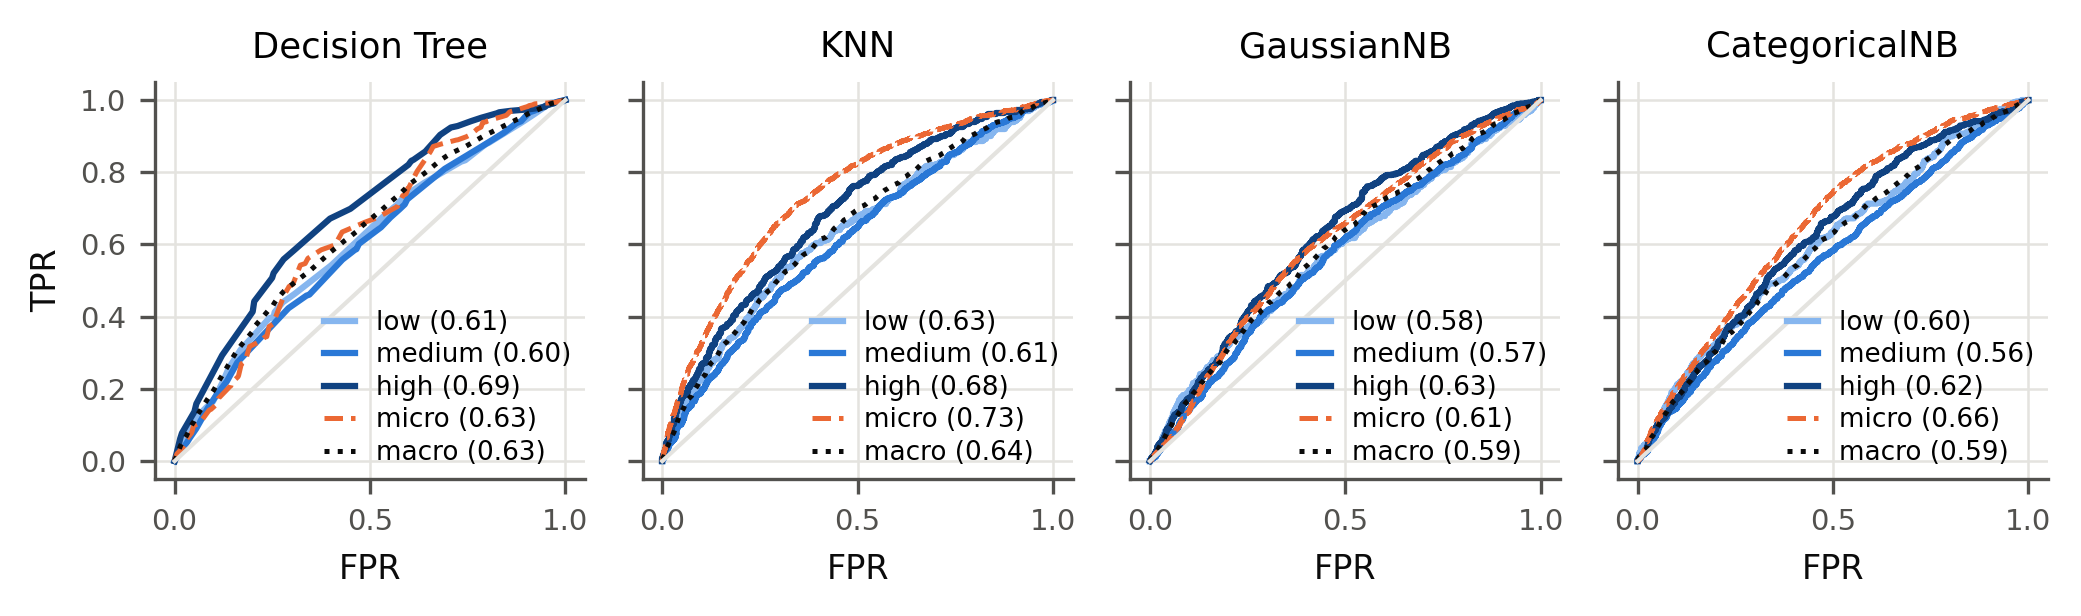 Decision Tree
KNN
GaussianNB
CategoricalNB
TPR
1.0
0.8
0.6
0.4
0.2
0.0
low (0.61)
medium (0.60)
high (0.69)
micro (0.63)
macro (0.63)
0.0 0.5 1.0
FPR
low (0.63)
medium (0.61)
high (0.68)
micro (0.73)
macro (0.64)
0.0 0.5 1.0
FPR
low (0.58)
medium (0.57)
high (0.63)
micro (0.61)
macro (0.59)
0.0 0.5 1.0
FPR
low (0.60)
medium (0.56)
high (0.62)
micro (0.66)
macro (0.59)
0.0 0.5 1.0
FPR